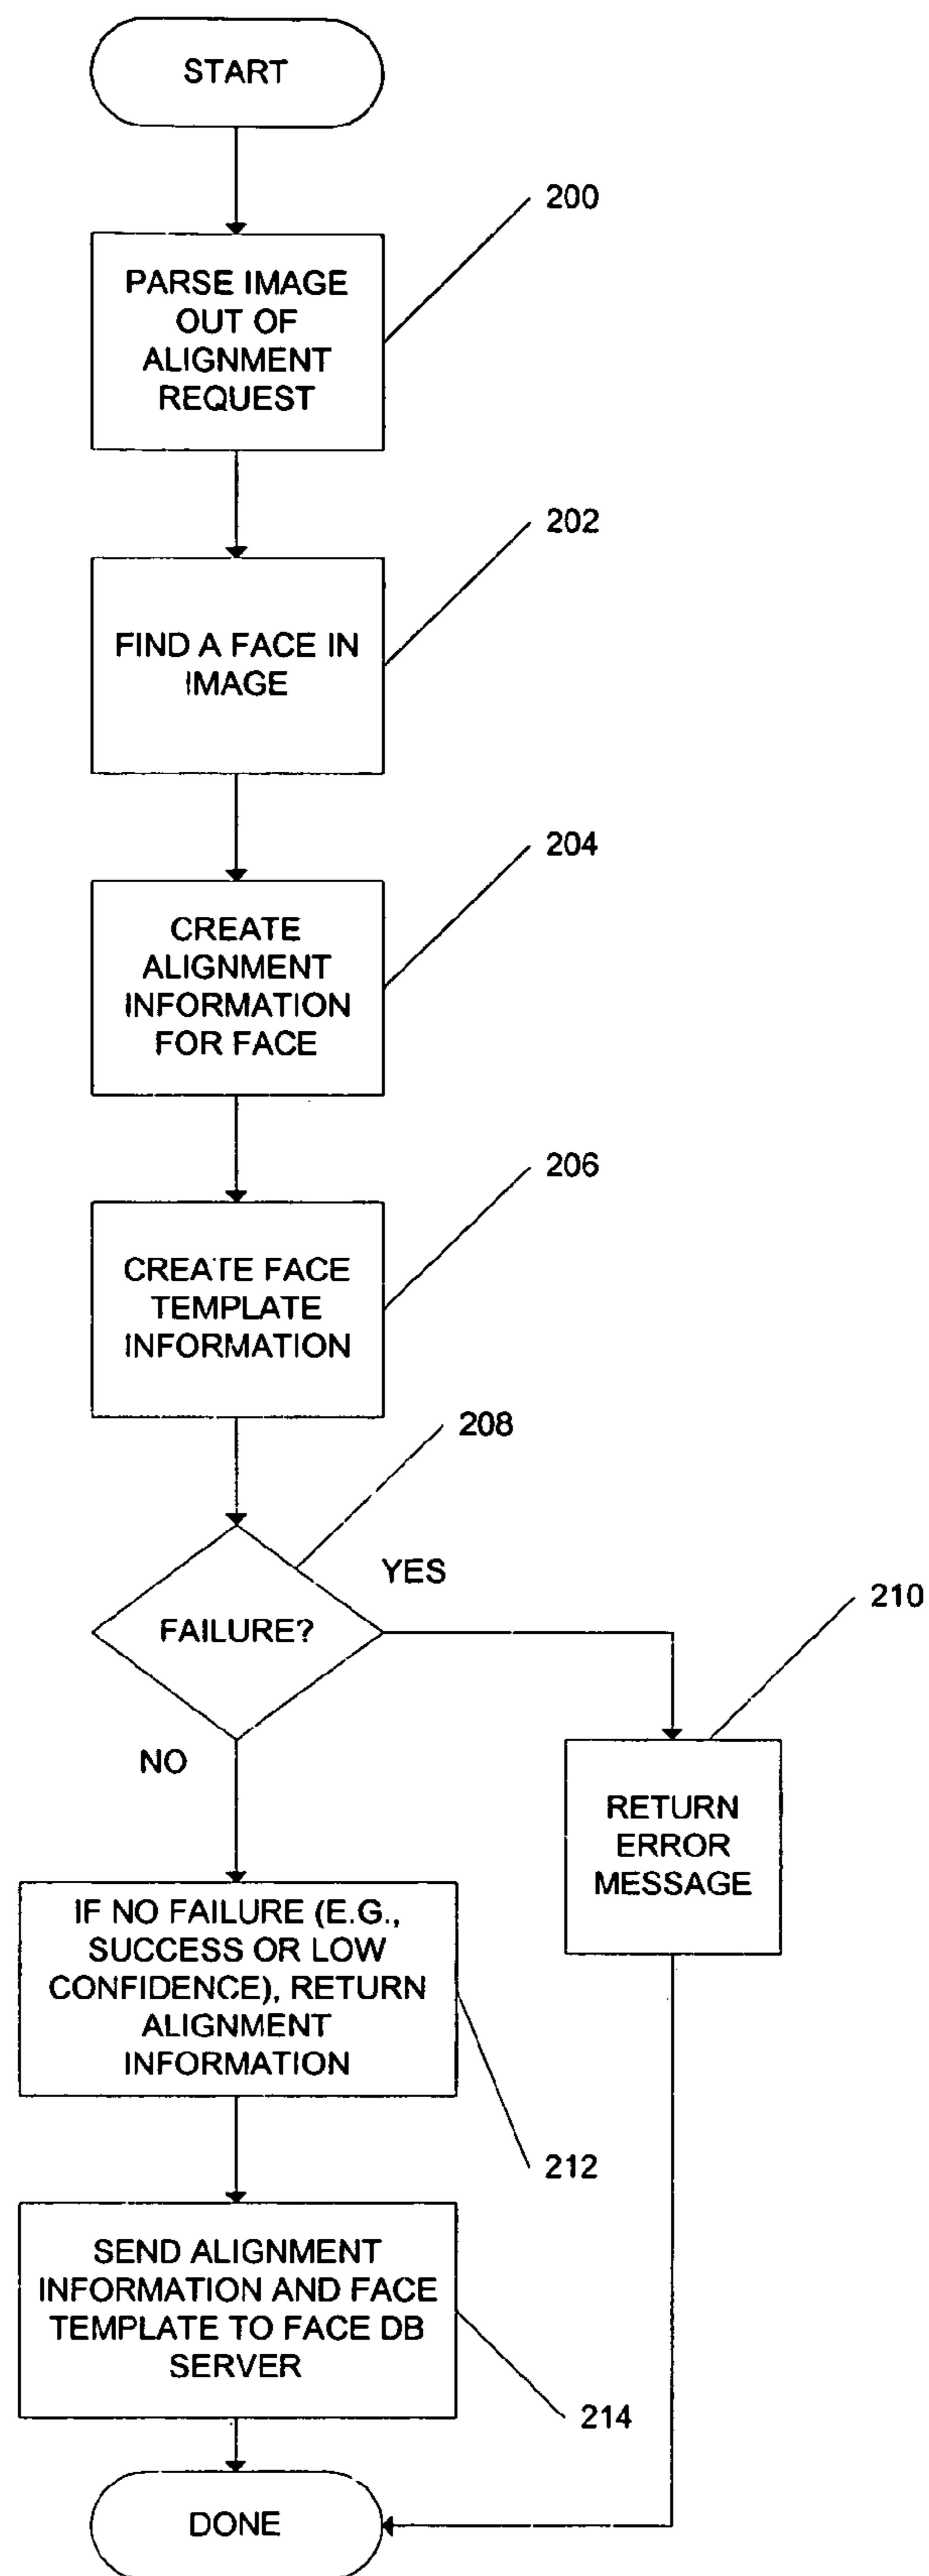 START
200
PARSE IMAGE
OUT OF
ALIGNMENT
REQUEST
202
FIND A FACE IN
IMAGE
204
CREATE
ALIGNMENT
INFORMATION
FOR FACE
206
CREATE FACE
TEMPLATE
INFORMATION
208
FAILURE?
YES
210
NO
RETURN
ERROR
MESSAGE
IF NO FAILURE (E.G.,
SUCCESS OR LOW
CONFIDENCE), RETURN
ALIGNMENT
INFORMATION
212
SEND ALIGNMENT
INFORMATION AND FACE
TEMPLATE TO FACE DB
SERVER
214
DONE